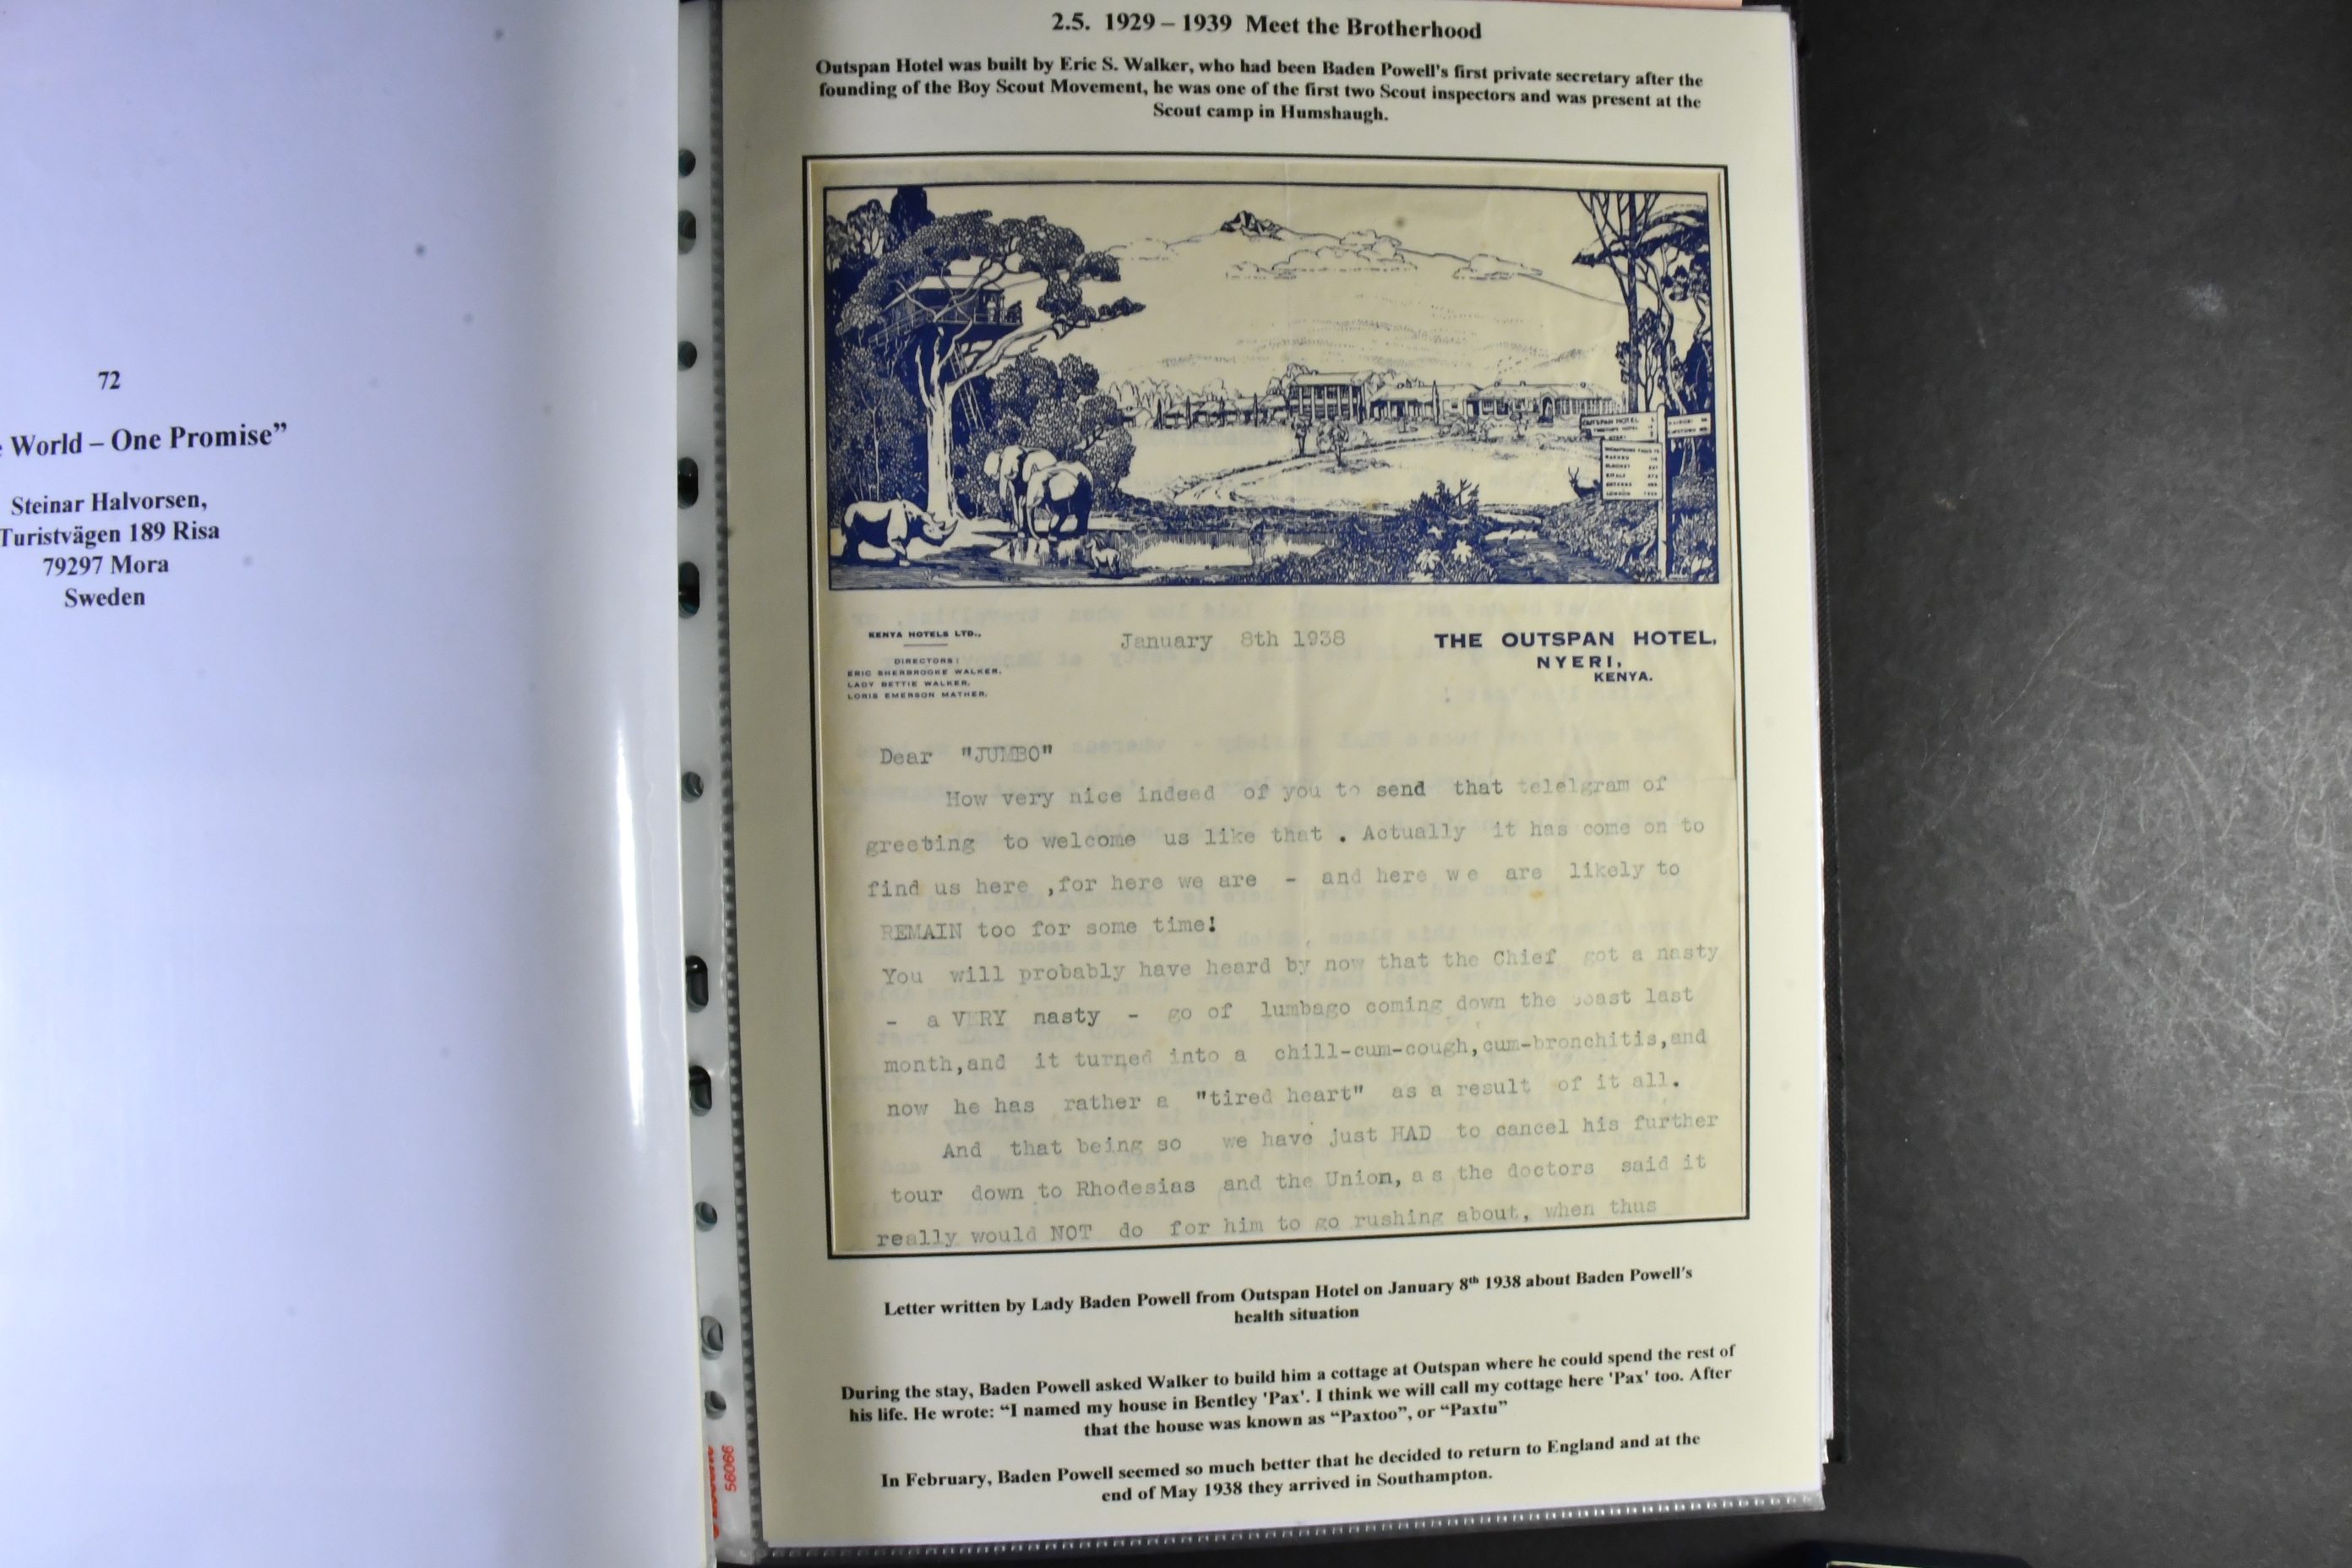 72
World – One Promise”
Steinar Halvorsen,
Turistvägen 189 Risa
79297 Mora
Sweden
2.5. 1929 – 1939 Meet the Brotherhood
Outspan Hotel was built by Eric S. Walker, who had been Baden Powell's first private secretary after the
founding of the Boy Scout Movement, he was one of the first two Scout inspectors and was present at the
Scout camp in Humshaugh.
OUTSPAN HOTEL
KENYA HOTELS LTD.,
DIRECTORS:
ERIC SHERBROOKE WALKER,
LADY BETTIE WALKER,
LORIS EMERSON MATHER,
January 8th 1938
THE OUTSPAN HOTEL,
NYERI,
KENYA.
Dear "JUMBO"
How very nice indeed of you to send that telelgram of
greeting to welcome us like that . Actually it has come on to
find us here ,for here we are - and here we are likely to
REMAIN too for some time!
You will probably have heard by now that the Chief got a nasty
- a VERY nasty - go of lumbago coming down the coast last
month,and it turned into a chill-cum-cough,cum-bronchitis,and
now he has rather a "tired heart" as a result of it all.
And that being so we have just HAD to cancel his further
tour down to Rhodesias and the Union, as the doctors said it
really would NOT do for him to go rushing about, when thus
Letter written by Lady Baden Powell from Outspan Hotel on January 8th 1938 about Baden Powell's
health situation
During the stay, Baden Powell asked Walker to build him a cottage at Outspan where he could spend the rest of
his life. He wrote: “I named my house in Bentley 'Pax'. I think we will call my cottage here 'Pax' too. After
that the house was known as “Paxtoo”, or “Paxtu”
In February, Baden Powell seemed so much better that he decided to return to England and at the
end of May 1938 they arrived in Southampton.
56066